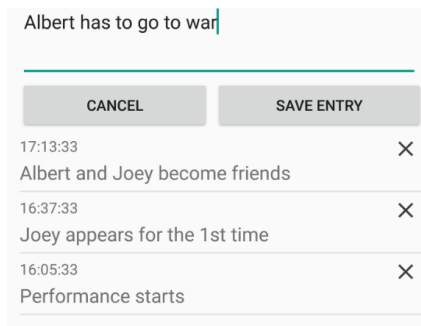 Albert has to go to war
CANCEL SAVE ENTRY
17:13:33
Albert and Joey become friends
16:37:33
Joey appears for the 1st time
16:05:33
Performance starts